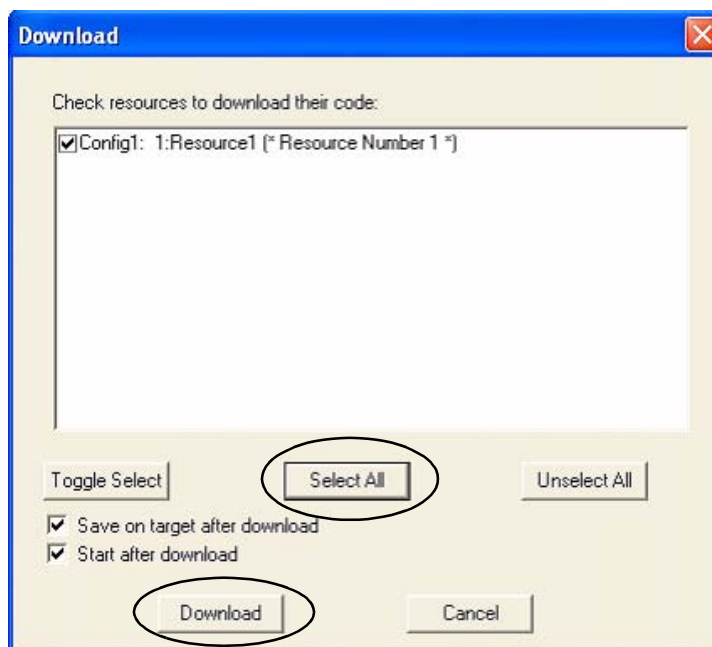 Download
Check resources to download their code:
Config1: 1:Resource1 (* Resource Number 1 *)
Toggle Select Select All Unselect All
Save on target after download
Start after download
Download Cancel